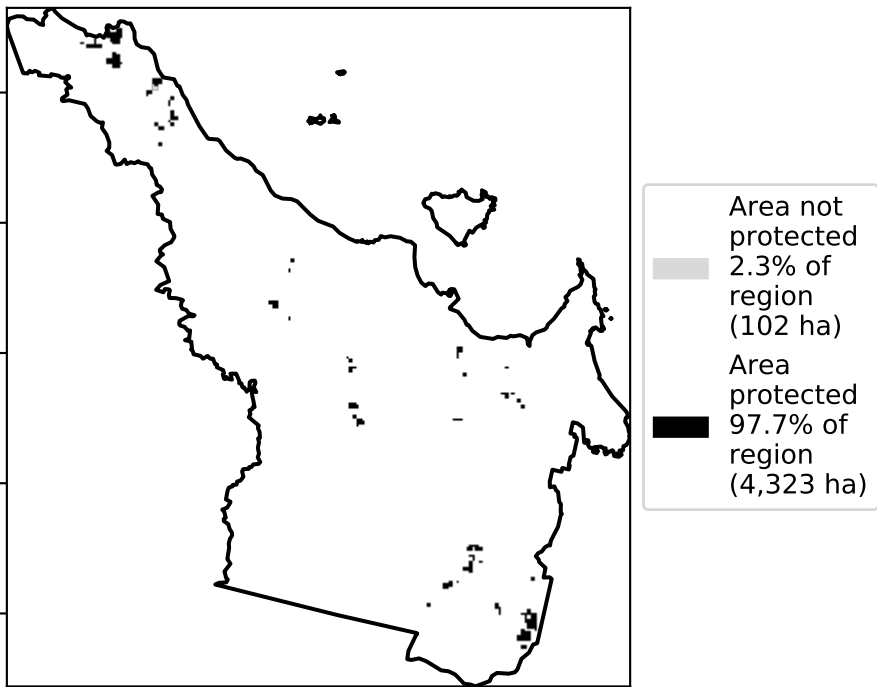 Area not
protected
2.3% of
region
(102 ha)
Area
protected
97.7% of
region
(4,323 ha)